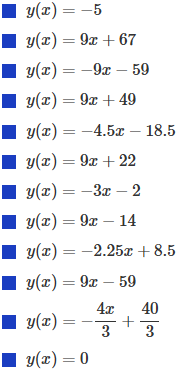 y(x) = −5
y(x) = 9x + 67
y(x) = −9x − 59
y(x) = 9x + 49
y(x) = −4.5x − 18.5
y(x) = 9x + 22
y(x) = −3x − 2
y(x) = 9x − 14
y(x) = −2.25x + 8.5
y(x) = 9x − 59
y(x) = −4x/3 + 40/3
y(x) = 0